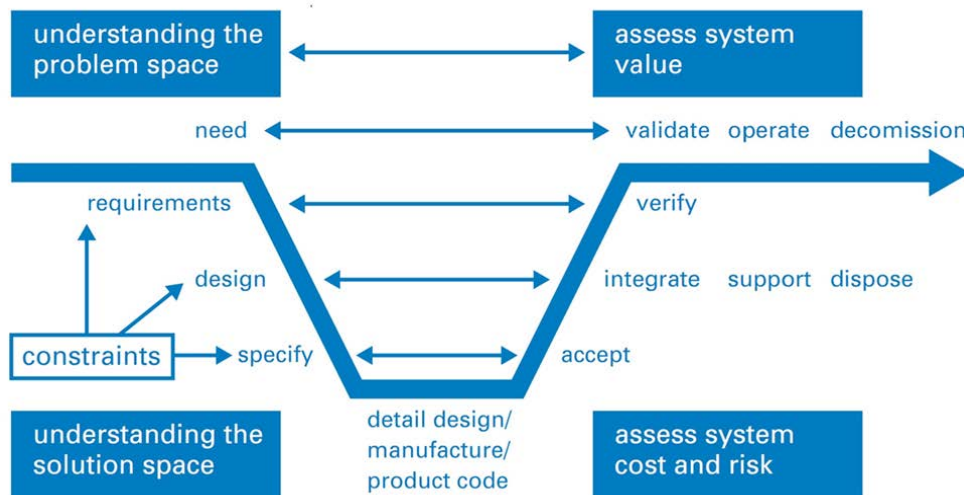 understanding the
problem space
assess system
value
need
validate operate decomission
requirements
verify
design
integrate support dispose
constraints
specify
accept
detail design/
manufacture/
product code
understanding the
solution space
assess system
cost and risk